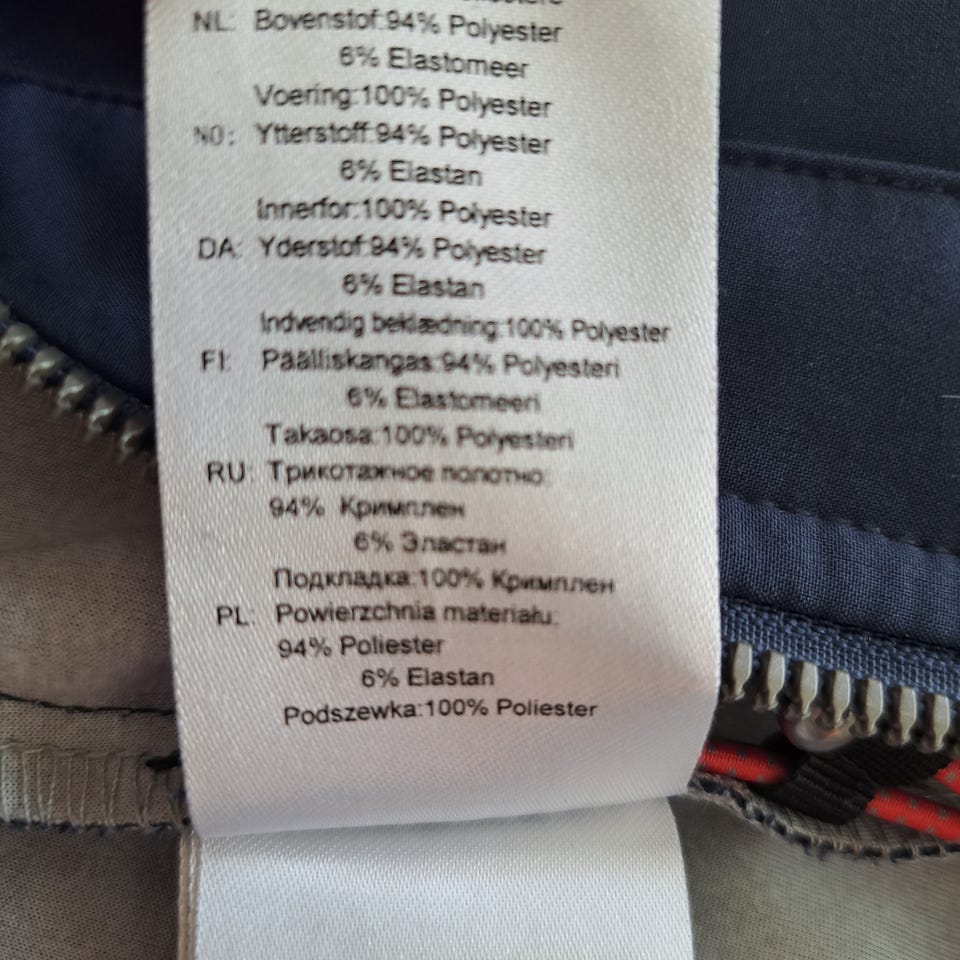 NL: Bovenstof:94% Polyester
6% Elastomeer
Voering:100% Polyester
NO: Ytterstoff:94% Polyester
6% Elastan
Innerfor:100% Polyester
DA: Yderstof:94% Polyester
6% Elastan
Indvendig beklædning:100% Polyester
FI: Päälliskangas:94% Polyesteri
6% Elastomeeri
Takaosa:100% Polyesteri
RU: Трикотажное полотно:
94% Кримплен
6% Эластан
Подкладка:100% Кримплен
PL: Powierzchnia materiału:
94% Poliester
6% Elastan
Podszewka:100% Poliester